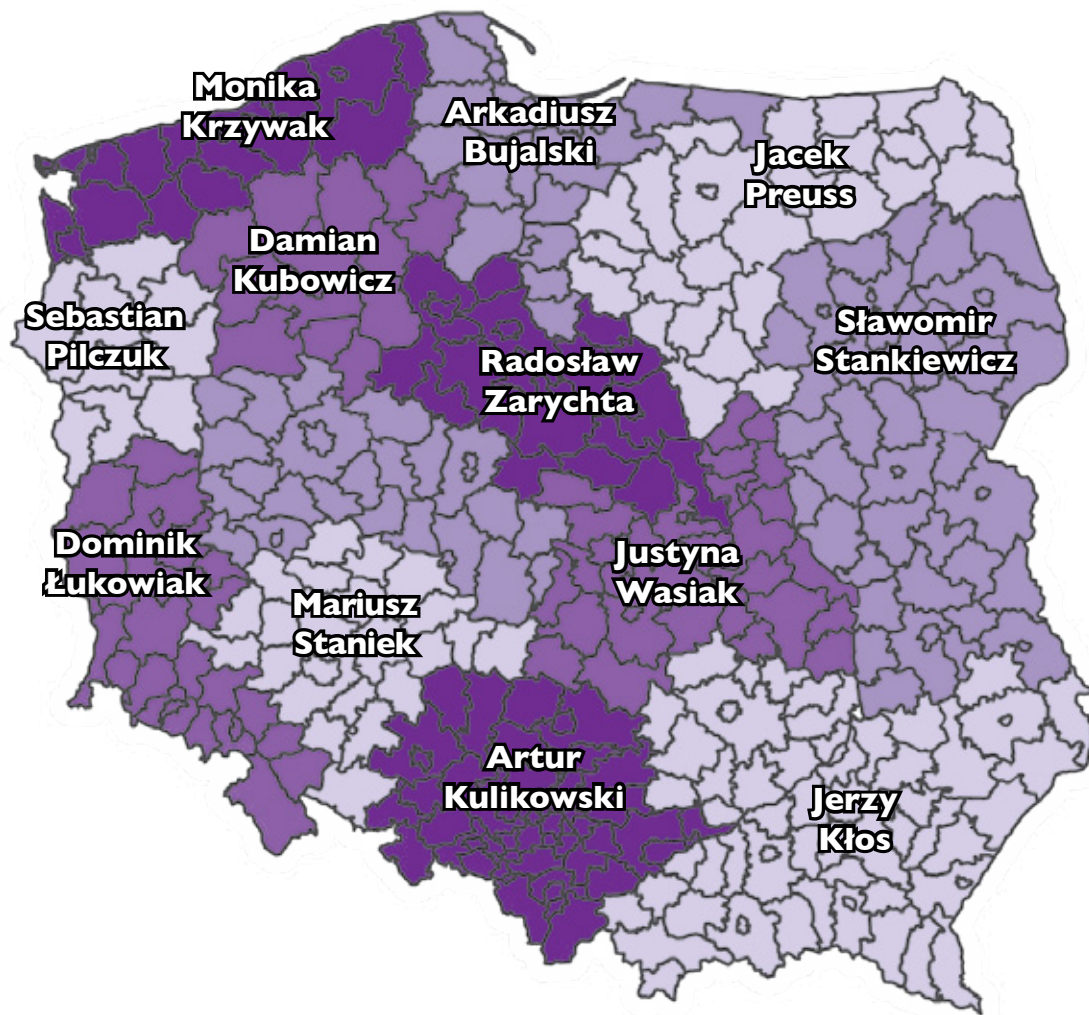 Monika
Krzywak
Arkadiusz
Bujalski
Jacek
Preuss
Damian
Kubowicz
Sebastian
Pilczuk
Radosław
Zarychta
Sławomir
Stankiewicz
Dominik
Łukowiak
Mariusz
Staniek
Justyna
Wasiak
Artur
Kulikowski
Jerzy
Kłos